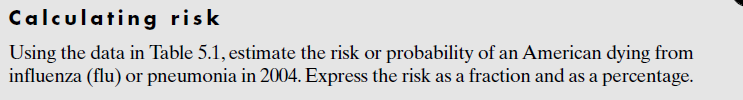 Calculating risk
Using the data in Table 5.1, estimate the risk or probability of an American dying from
influenza (flu) or pneumonia in 2004. Express the risk as a fraction and as a percentage.